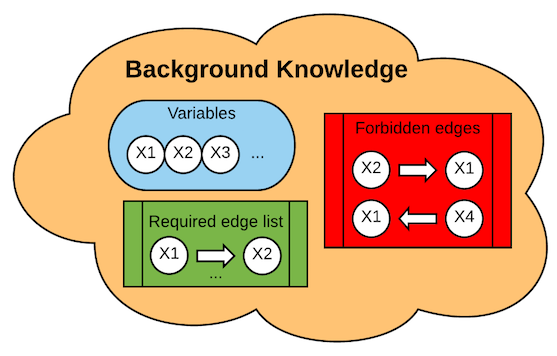 Background Knowledge
Variables
X1 X2 X3 ...
Forbidden edges
X2 X1
X1 X4
Required edge list
X1 X2
...